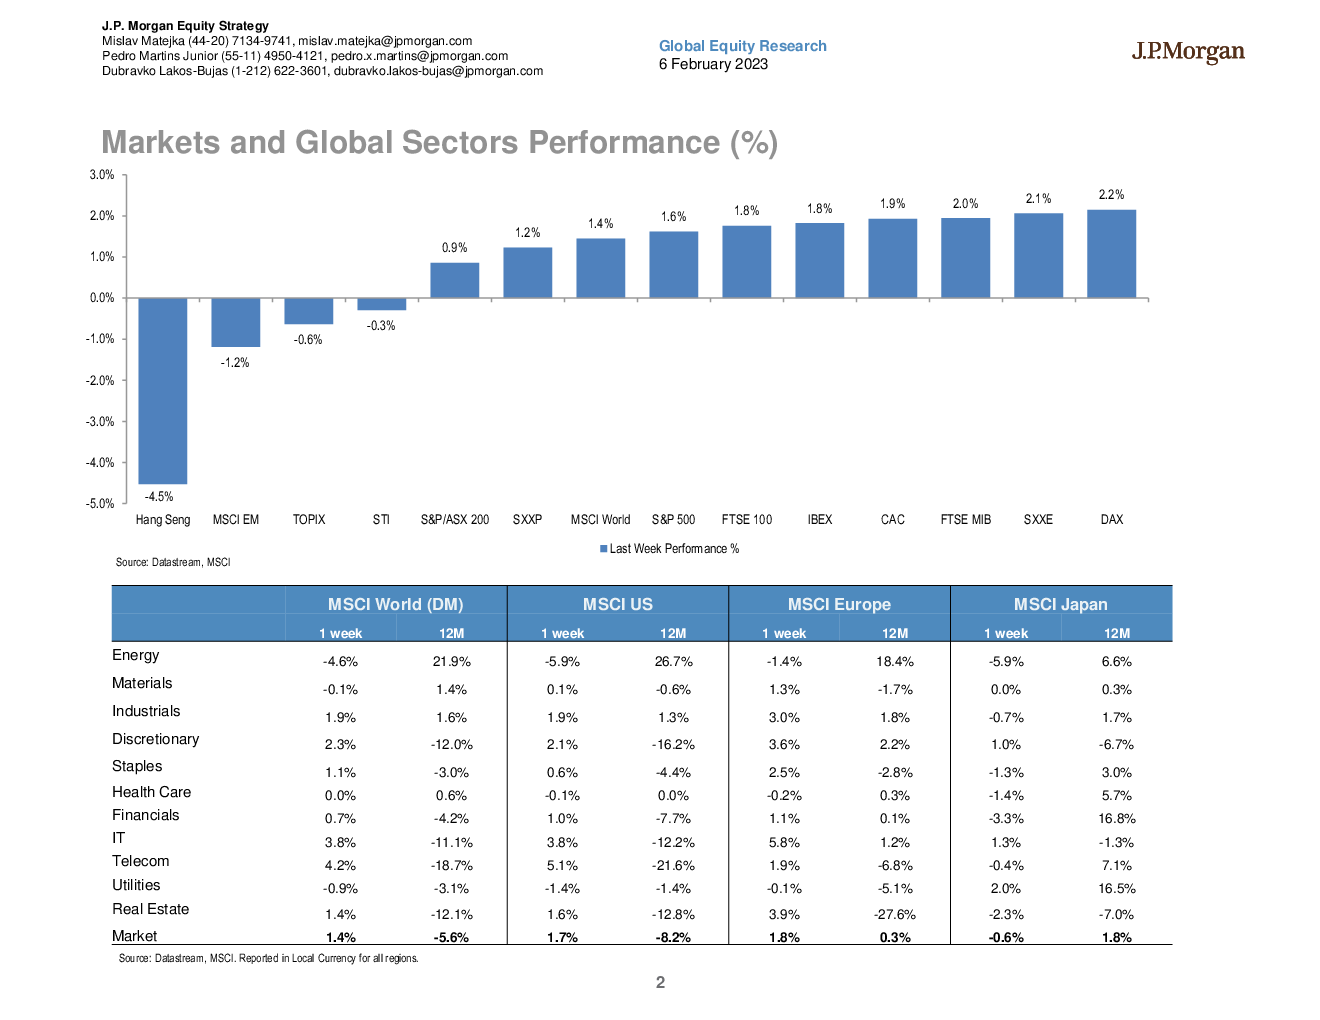 J.P. Morgan Equity Strategy
Mislav Matejka (44-20) 7134-9741, mislav.matejka@jpmorgan.com
Pedro Martins Junior (55-11) 4950-4121, pedro.x.martins@jpmorgan.com
Dubravko Lakos-Bujas (1-212) 622-3601, dubravko.lakos-bujas@jpmorgan.com
Global Equity Research
6 February 2023
J.P.Morgan
Markets and Global Sectors Performance (%)
3.0%
2.0%
1.0%
0.0%
-1.0%
-2.0%
-3.0%
-4.0%
-5.0%
-4.5% -1.2% -0.6% -0.3% 0.9% 1.2% 1.4% 1.6% 1.8% 1.8% 1.9% 2.0% 2.1% 2.2%
Hang Seng MSCI EM TOPIX STI S&P/ASX 200 SXXP MSCI World S&P 500 FTSE 100 IBEX CAC FTSE MIB SXXE DAX
Last Week Performance %
Source: Datastream, MSCI
MSCI World (DM) MSCI US MSCI Europe MSCI Japan
1 week 12M 1 week 12M 1 week 12M 1 week 12M
Energy -4.6% 21.9% -5.9% 26.7% -1.4% 18.4% -5.9% 6.6%
Materials -0.1% 1.4% 0.1% -0.6% 1.3% -1.7% 0.0% 0.3%
Industrials 1.9% 1.6% 1.9% 1.3% 3.0% 1.8% -0.7% 1.7%
Discretionary 2.3% -12.0% 2.1% -16.2% 3.6% 2.2% 1.0% -6.7%
Staples 1.1% -3.0% 0.6% -4.4% 2.5% -2.8% -1.3% 3.0%
Health Care 0.0% 0.6% -0.1% 0.0% -0.2% 0.3% -1.4% 5.7%
Financials 0.7% -4.2% 1.0% -7.7% 1.1% 0.1% -3.3% 16.8%
IT 3.8% -11.1% 3.8% -12.2% 5.8% 1.2% 1.3% -1.3%
Telecom 4.2% -18.7% 5.1% -21.6% 1.9% -6.8% -0.4% 7.1%
Utilities -0.9% -3.1% -1.4% -1.4% -0.1% -5.1% 2.0% 16.5%
Real Estate 1.4% -12.1% 1.6% -12.8% 3.9% -27.6% -2.3% -7.0%
Market 1.4% -5.6% 1.7% -8.2% 1.8% 0.3% -0.6% 1.8%
Source: Datastream, MSCI. Reported in Local Currency for all regions.
2